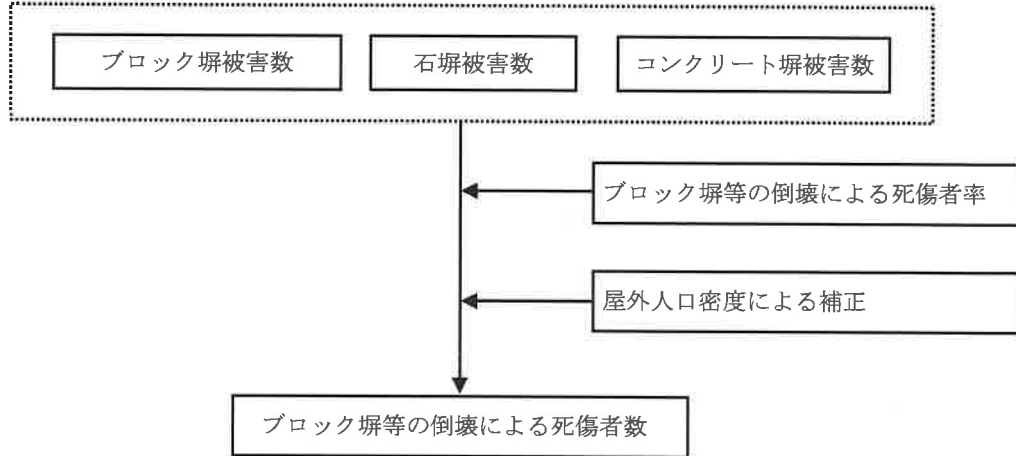 ブロック塀被害数
石塀被害数
コンクリート塀被害数
ブロック塀等の倒壊による死傷者率
屋外人口密度による補正
ブロック塀等の倒壊による死傷者数